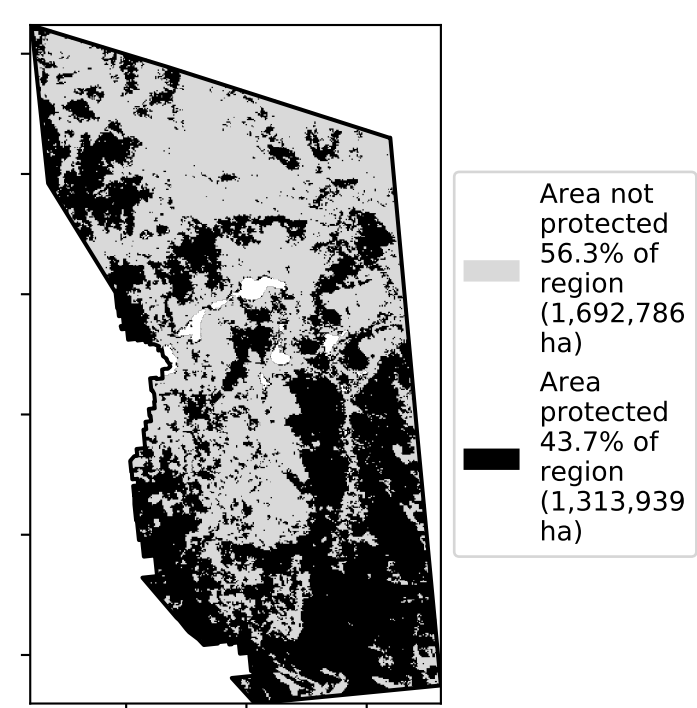 Area not
protected
56.3% of
region
(1,692,786
ha)
Area
protected
43.7% of
region
(1,313,939
ha)